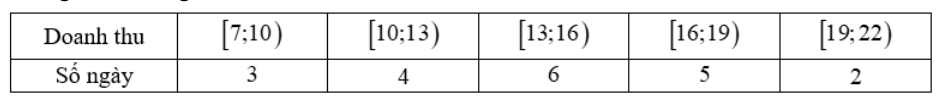 Doanh thu [7;10) [10;13) [13;16) [16;19) [19;22)
Số ngày 3 4 6 5 2